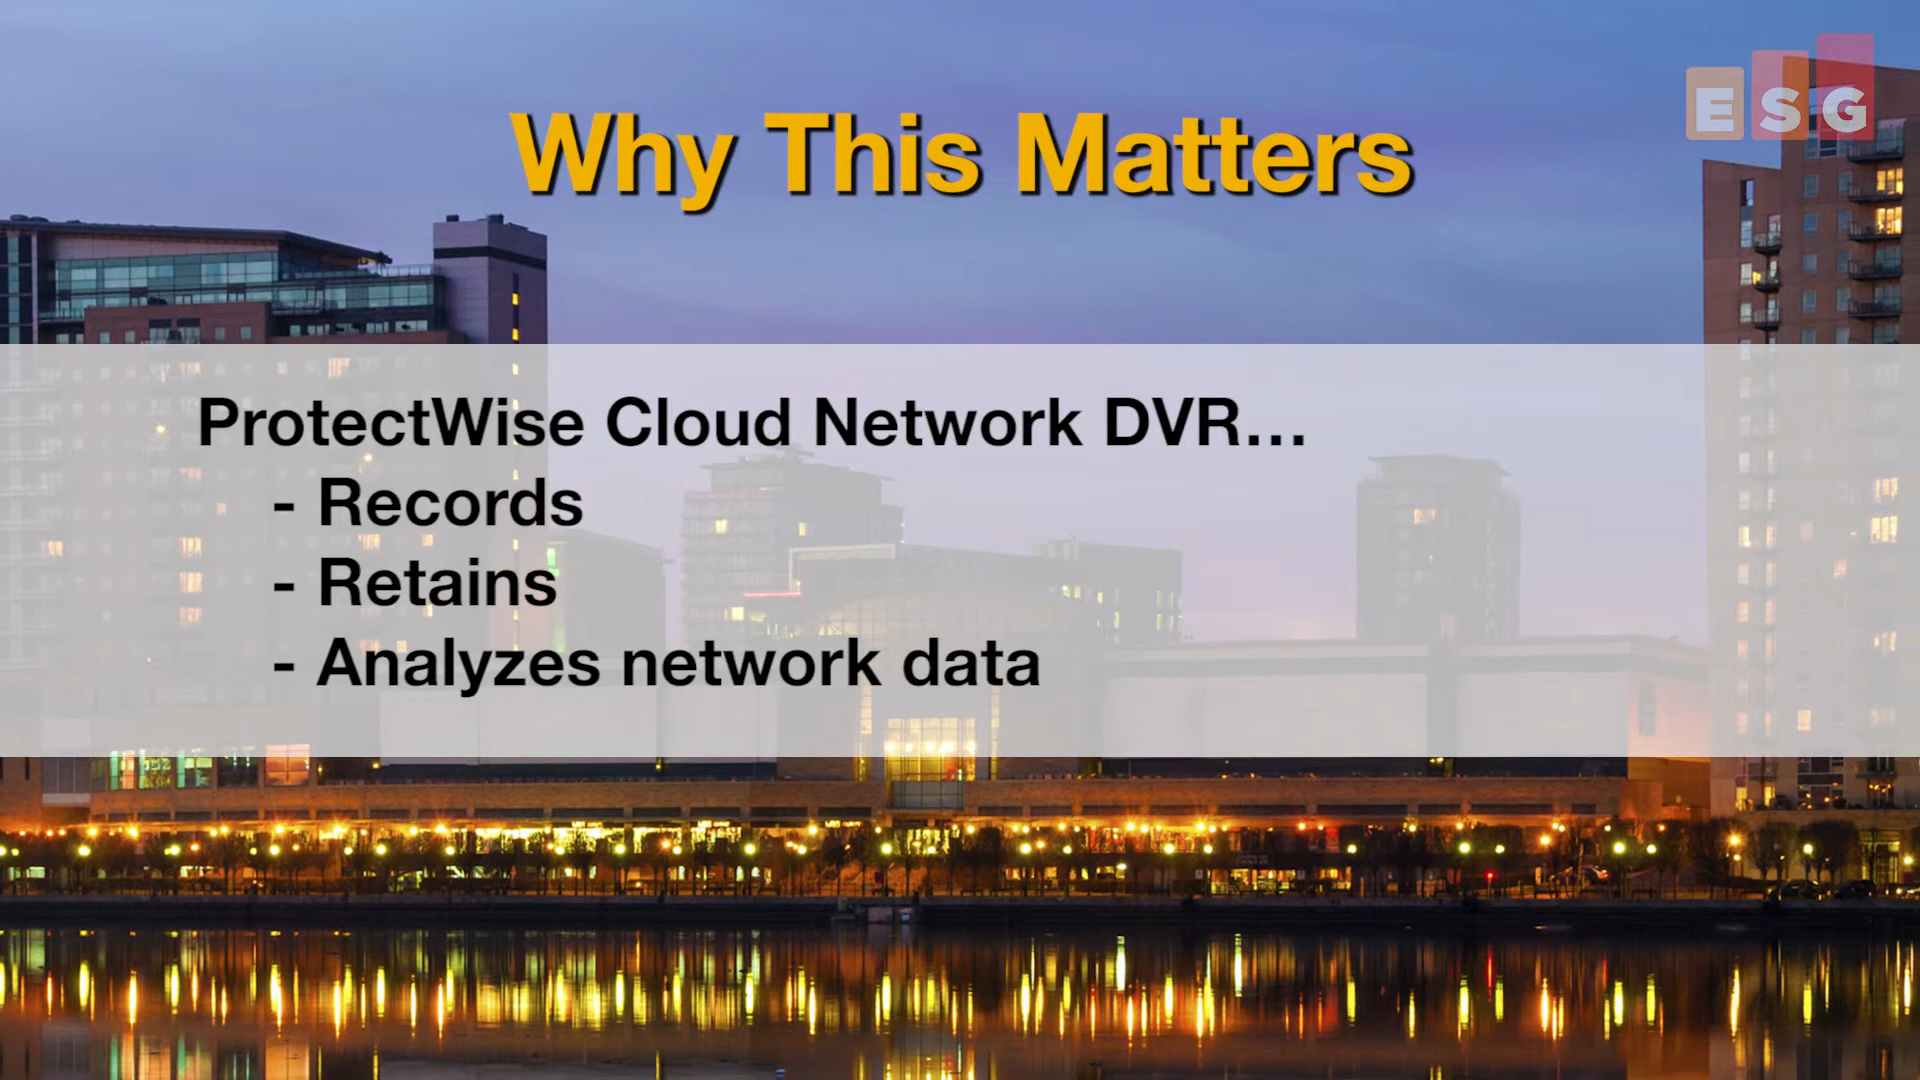 ESG
Why This Matters
ProtectWise Cloud Network DVR...
- Records
- Retains
- Analyzes network data